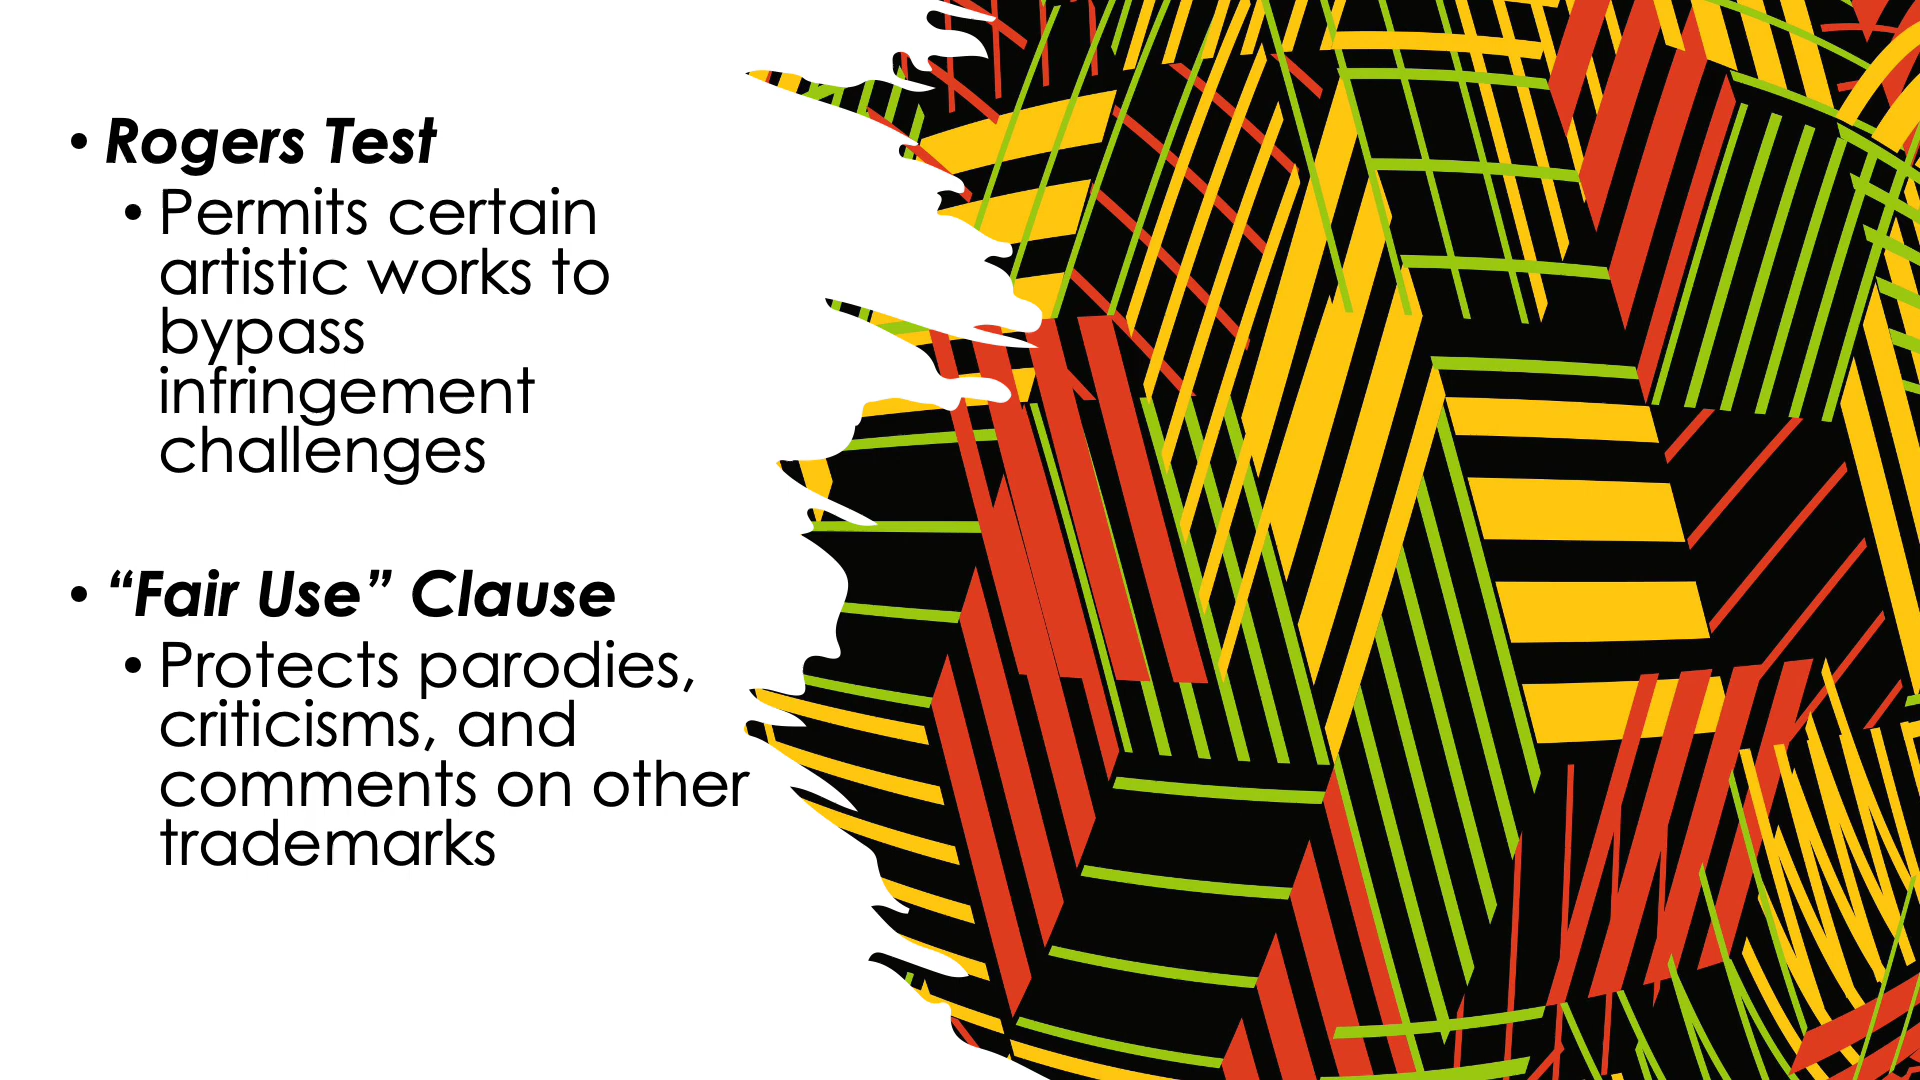 • Rogers Test
• Permits certain
artistic works to
bypass
infringement
challenges
• “Fair Use” Clause
• Protects parodies,
criticisms, and
comments on other
trademarks